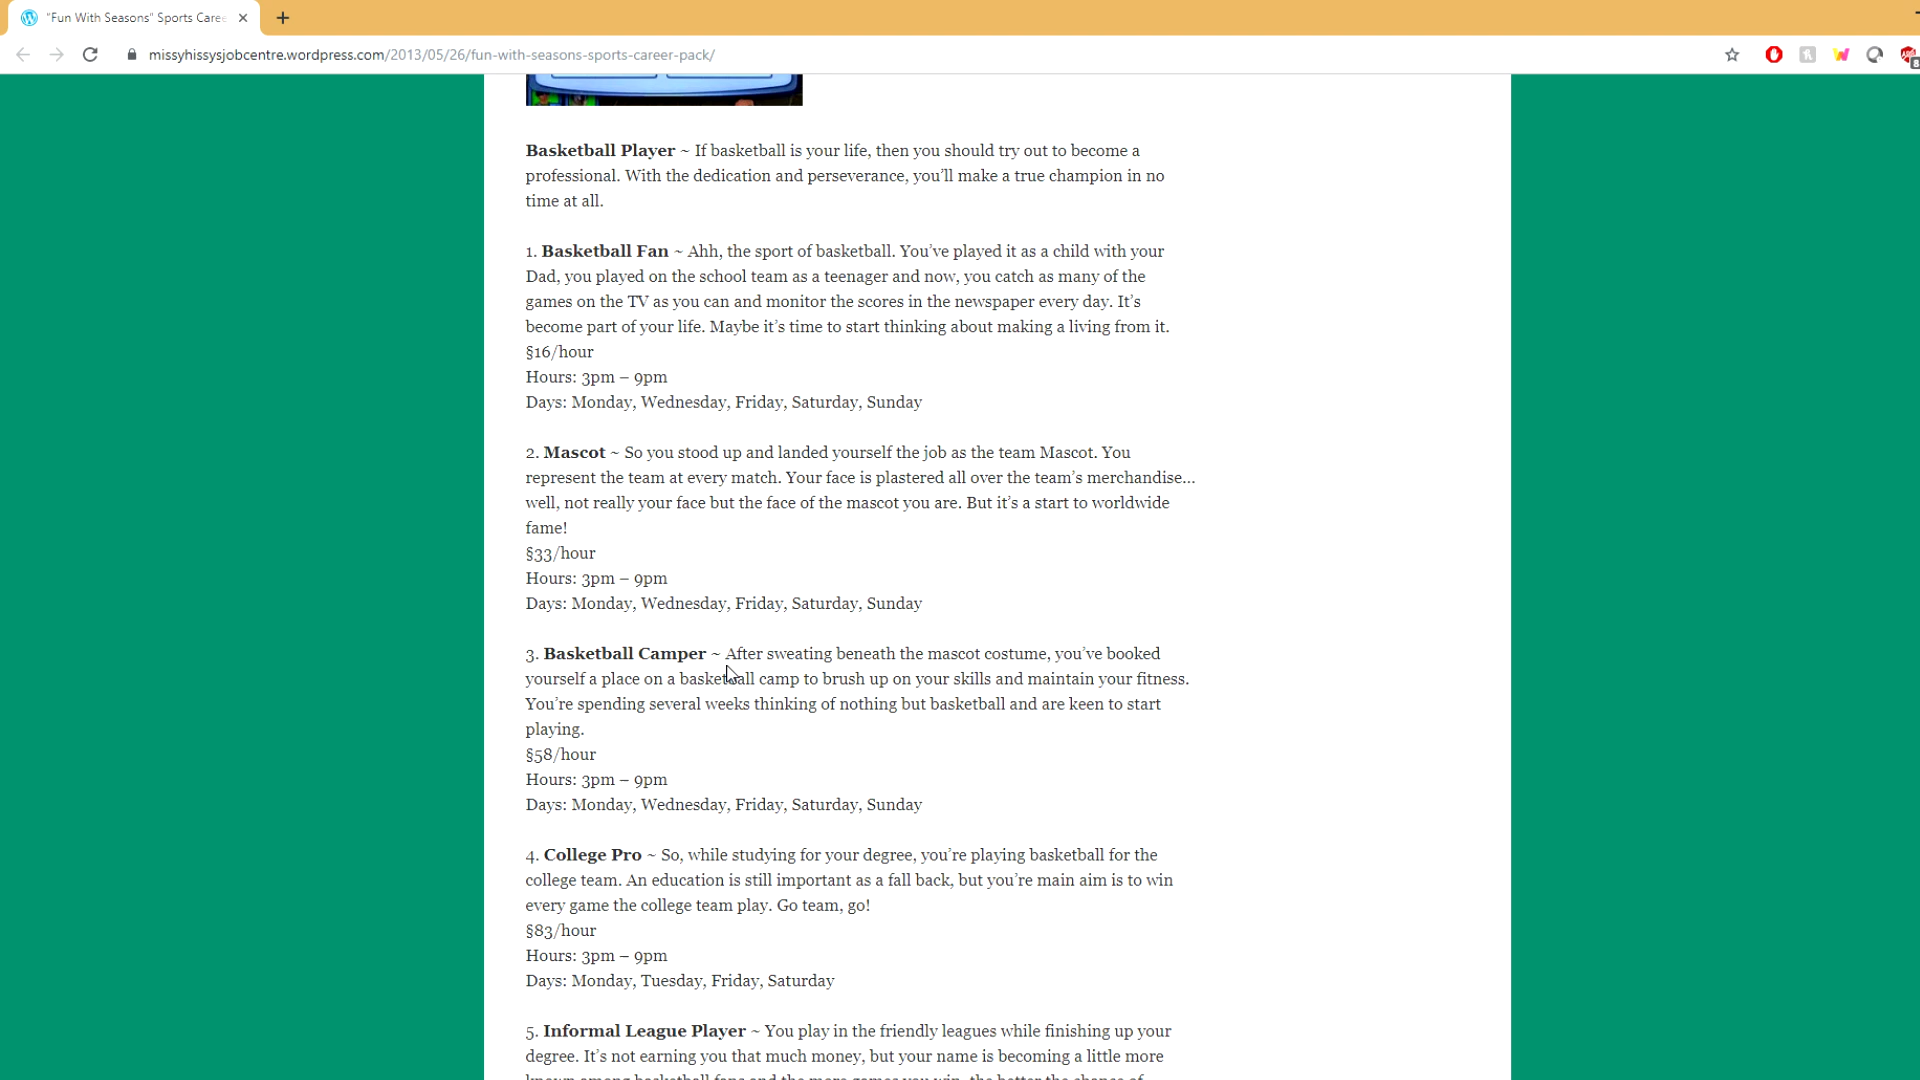 "Fun With Seasons" Sports Caree
missyhissysjobcentre.wordpress.com/2013/05/26/fun-with-seasons-sports-career-pack/
Basketball Player ~ If basketball is your life, then you should try out to become a
professional. With the dedication and perseverance, you'll make a true champion in no
time at all.
1. Basketball Fan ~ Ahh, the sport of basketball. You've played it as a child with your
Dad, you played on the school team as a teenager and now, you catch as many of the
games on the TV as you can and monitor the scores in the newspaper every day. It's
become part of your life. Maybe it's time to start thinking about making a living from it.
§16/hour
Hours: 3pm – 9pm
Days: Monday, Wednesday, Friday, Saturday, Sunday
2. Mascot ~ So you stood up and landed yourself the job as the team Mascot. You
represent the team at every match. Your face is plastered all over the team's merchandise…
well, not really your face but the face of the mascot you are. But it's a start to worldwide
fame!
§33/hour
Hours: 3pm – 9pm
Days: Monday, Wednesday, Friday, Saturday, Sunday
3. Basketball Camper ~ After sweating beneath the mascot costume, you've booked
yourself a place on a basketball camp to brush up on your skills and maintain your fitness.
You're spending several weeks thinking of nothing but basketball and are keen to start
playing.
§58/hour
Hours: 3pm – 9pm
Days: Monday, Wednesday, Friday, Saturday, Sunday
4. College Pro ~ So, while studying for your degree, you're playing basketball for the
college team. An education is still important as a fall back, but you're main aim is to win
every game the college team play. Go team, go!
§83/hour
Hours: 3pm – 9pm
Days: Monday, Tuesday, Friday, Saturday
5. Informal League Player ~ You play in the friendly leagues while finishing up your
degree. It's not earning you that much money, but your name is becoming a little more
known among basketball fans and the more games you win, the better the chance of